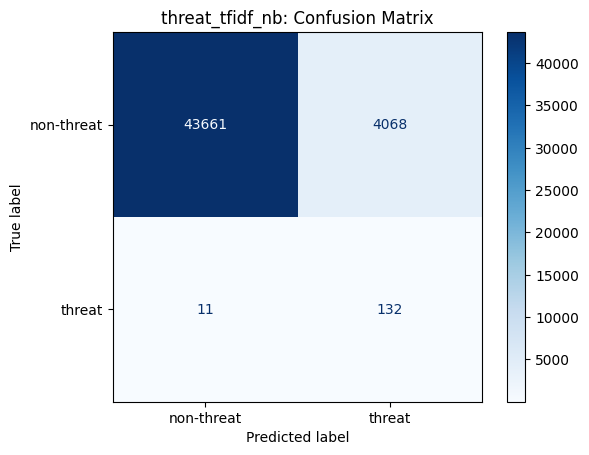 threat_tfidf_nb: Confusion Matrix
True label
non-threat
threat
43661
4068
11
132
non-threat
threat
Predicted label
40000
35000
30000
25000
20000
15000
10000
5000